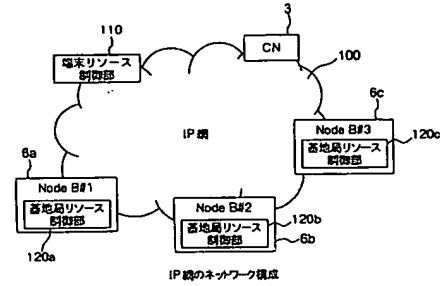 110
端末リソース
制御部
3
CN
100
IP網
6c
Node B#3
基地局リソース
制御部
120c
6a
Node B#1
基地局リソース
制御部
120a
Node B#2
基地局リソース
制御部
120b
6b
IP網のネットワーク構成